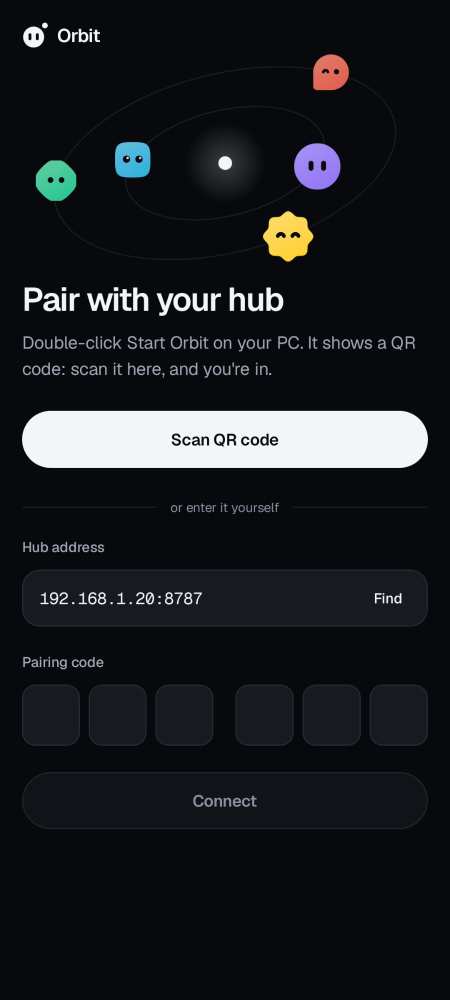 Orbit
Pair with your hub
Double-click Start Orbit on your PC. It shows a QR
code: scan it here, and you're in.
Scan QR code
or enter it yourself
Hub address
192.168.1.20:8787
Find
Pairing code
Connect